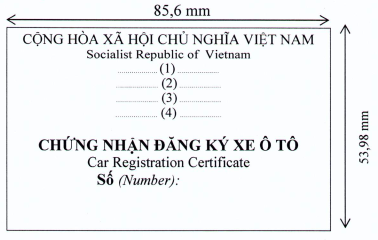 85,6 mm
CỘNG HÒA XÃ HỘI CHỦ NGHĨA VIỆT NAM
Socialist Republic of Vietnam
................(1)................
................(2)................
................(3)................
................(4)................
CHỨNG NHẬN ĐĂNG KÝ XE Ô TÔ
Car Registration Certificate
Số (Number):
53,98 mm